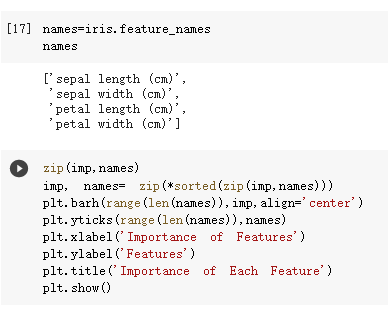 [17] names=iris.feature_names
names
['sepal length (cm)',
'sepal width (cm)',
'petal length (cm)',
'petal width (cm)']
zip(imp,names)
imp, names= zip(*sorted(zip(imp,names)))
plt.barh(range(len(names)),imp,align='center')
plt.yticks(range(len(names)),names)
plt.xlabel('Importance of Features')
plt.ylabel('Features')
plt.title('Importance of Each Feature')
plt.show()